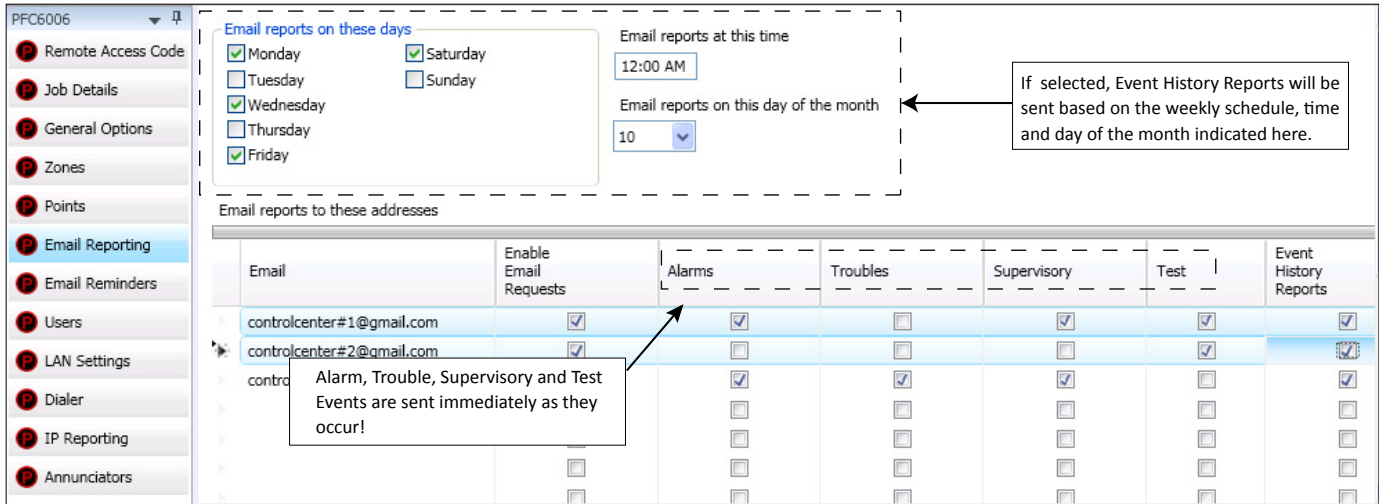 PFC6006
Remote Access Code
Job Details
General Options
Zones
Points
Email Reporting
Email Reminders
Users
LAN Settings
Dialer
IP Reporting
Annunciators
Email reports on these days
Monday
Tuesday
Wednesday
Thursday
Friday
Saturday
Sunday
Email reports at this time
12:00 AM
Email reports on this day of the month
10
If selected, Event History Reports will be
sent based on the weekly schedule, time
and day of the month indicated here.
Email reports to these addresses
Email
Enable
Email
Requests
Alarms
Troubles
Supervisory
Test
Event
History
Reports
controlcenter#1@gmail.com
controlcenter#2@gmail.com
contro
Alarm, Trouble, Supervisory and Test
Events are sent immediately as they
occur!